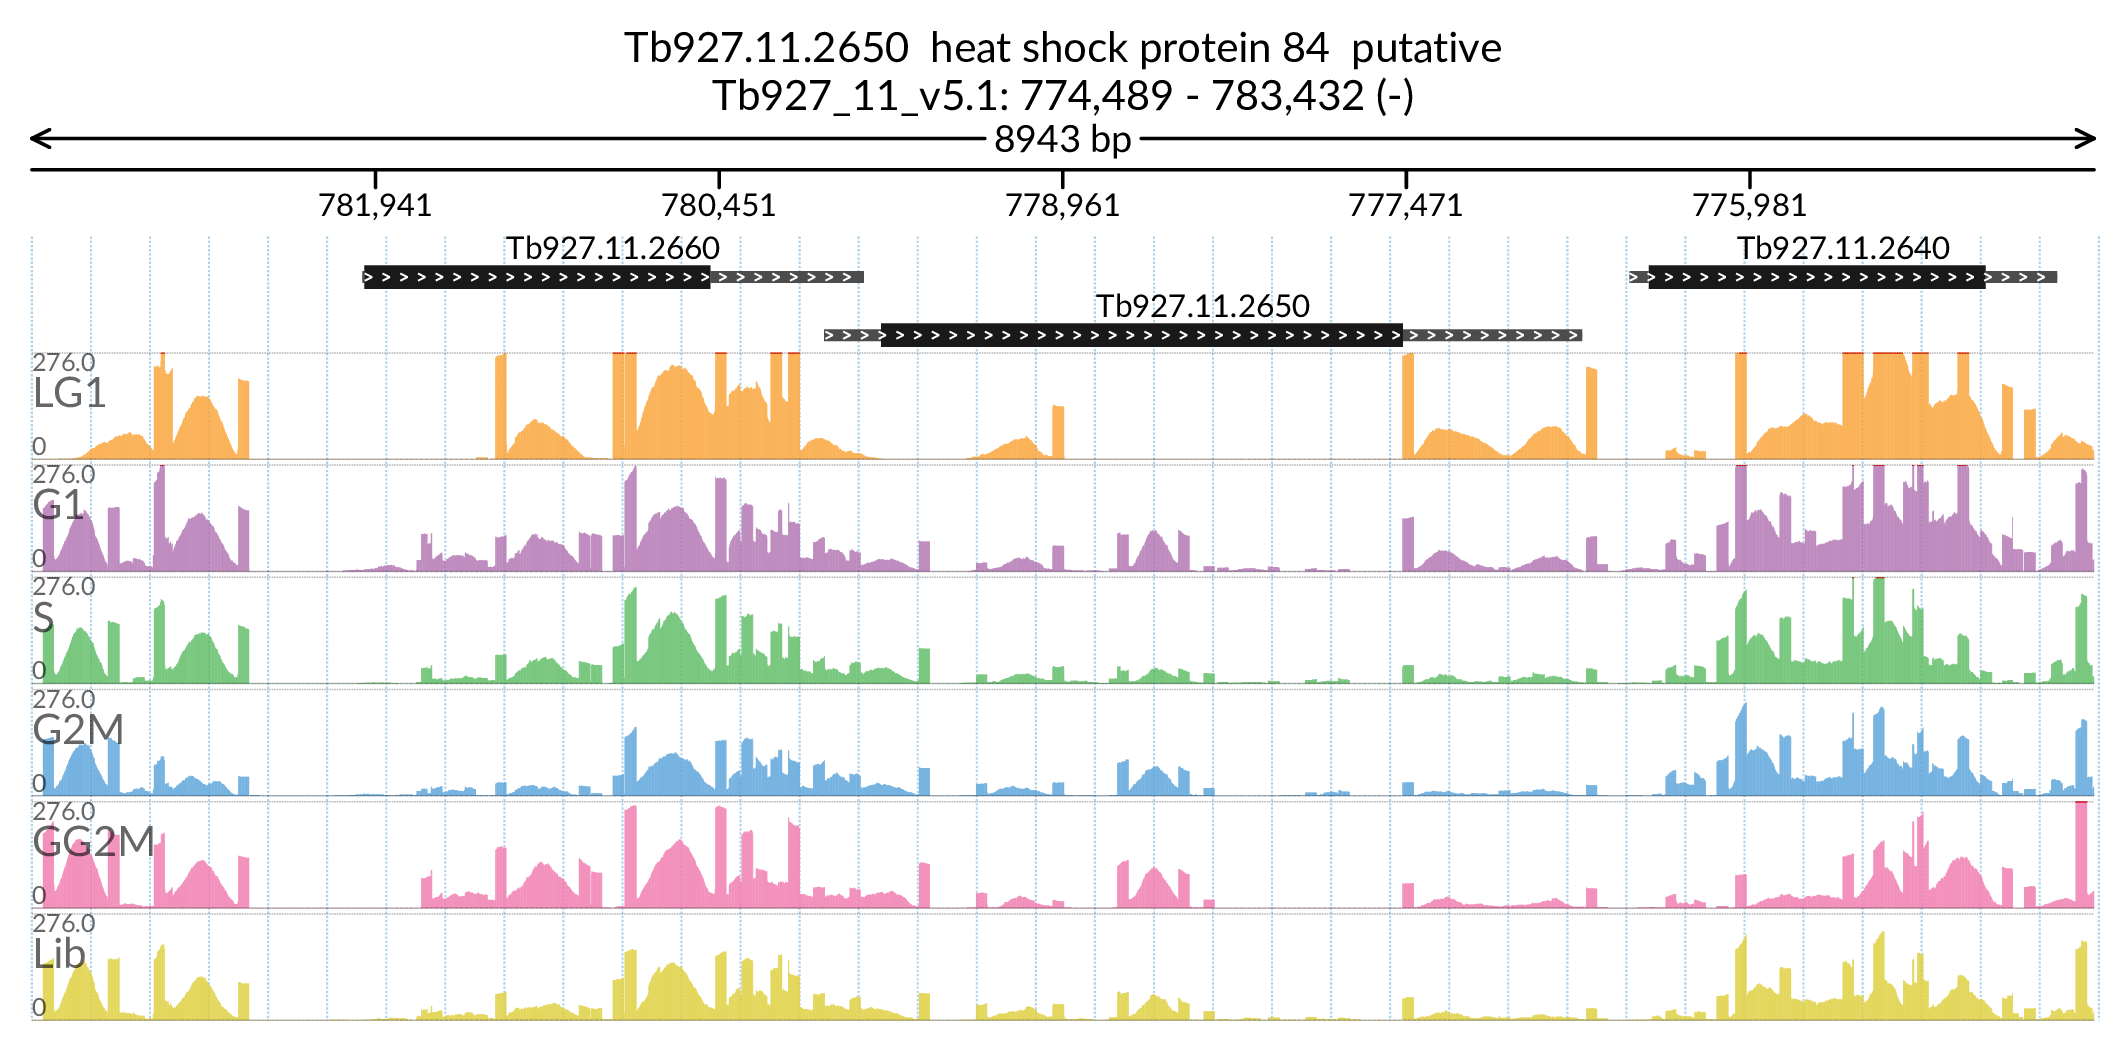 Tb927.11.2650 heat shock protein 84 putative
Tb927_11_v5.1: 774,489 - 783,432 (-)
8943 bp
781,941 780,451 778,961 777,471 775,981
Tb927.11.2660 Tb927.11.2640
Tb927.11.2650
276.0
LG1
0
276.0
G1
0
276.0
S
0
276.0
G2M
0
276.0
GG2M
0
276.0
Lib
0